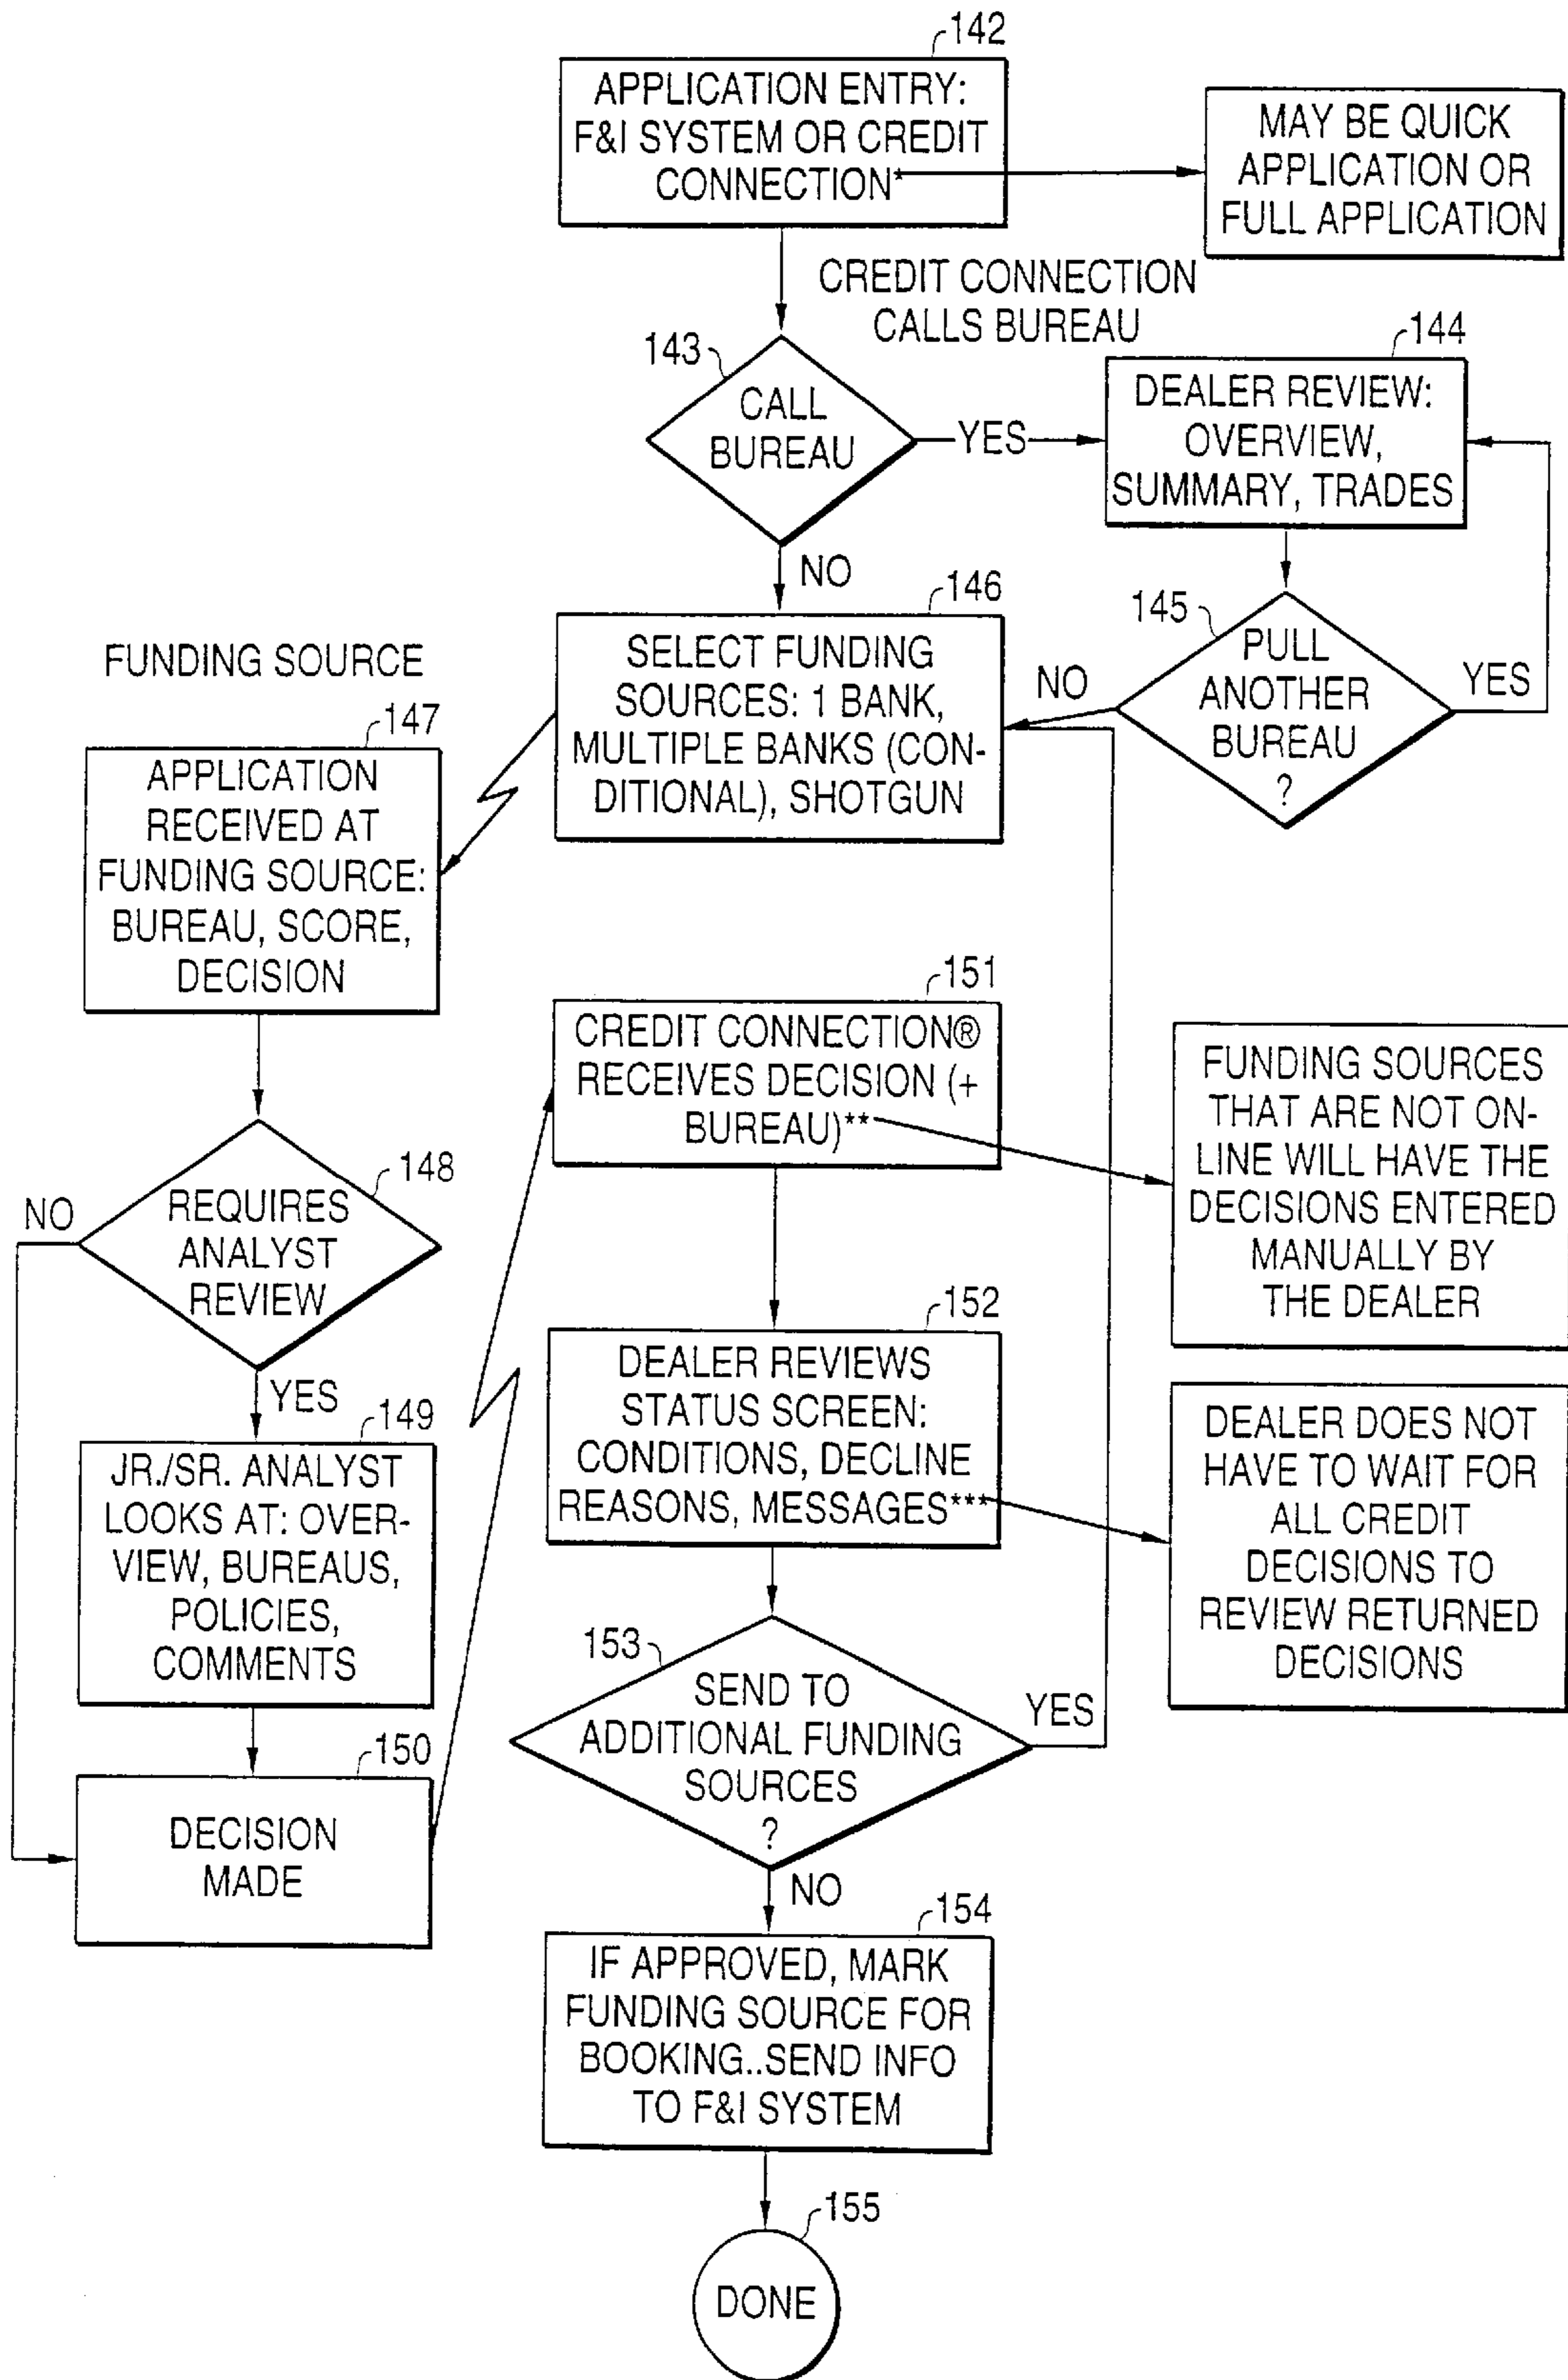 142
APPLICATION ENTRY:
F&I SYSTEM OR CREDIT
CONNECTION*
MAY BE QUICK
APPLICATION OR
FULL APPLICATION
CREDIT CONNECTION
CALLS BUREAU
143
CALL
BUREAU
YES
NO
144
DEALER REVIEW:
OVERVIEW,
SUMMARY, TRADES
145
PULL
ANOTHER
BUREAU
?
YES
NO
146
SELECT FUNDING
SOURCES: 1 BANK,
MULTIPLE BANKS (CON-
DITIONAL), SHOTGUN
FUNDING SOURCE
147
APPLICATION
RECEIVED AT
FUNDING SOURCE:
BUREAU, SCORE,
DECISION
148
REQUIRES
ANALYST
REVIEW
NO
YES
149
JR./SR. ANALYST
LOOKS AT: OVER-
VIEW, BUREAUS,
POLICIES,
COMMENTS
150
DECISION
MADE
151
CREDIT CONNECTION®
RECEIVES DECISION (+
BUREAU)**
FUNDING SOURCES
THAT ARE NOT ON-
LINE WILL HAVE THE
DECISIONS ENTERED
MANUALLY BY
THE DEALER
152
DEALER REVIEWS
STATUS SCREEN:
CONDITIONS, DECLINE
REASONS, MESSAGES***
DEALER DOES NOT
HAVE TO WAIT FOR
ALL CREDIT
DECISIONS TO
REVIEW RETURNED
DECISIONS
153
SEND TO
ADDITIONAL FUNDING
SOURCES
?
YES
NO
154
IF APPROVED, MARK
FUNDING SOURCE FOR
BOOKING..SEND INFO
TO F&I SYSTEM
155
DONE